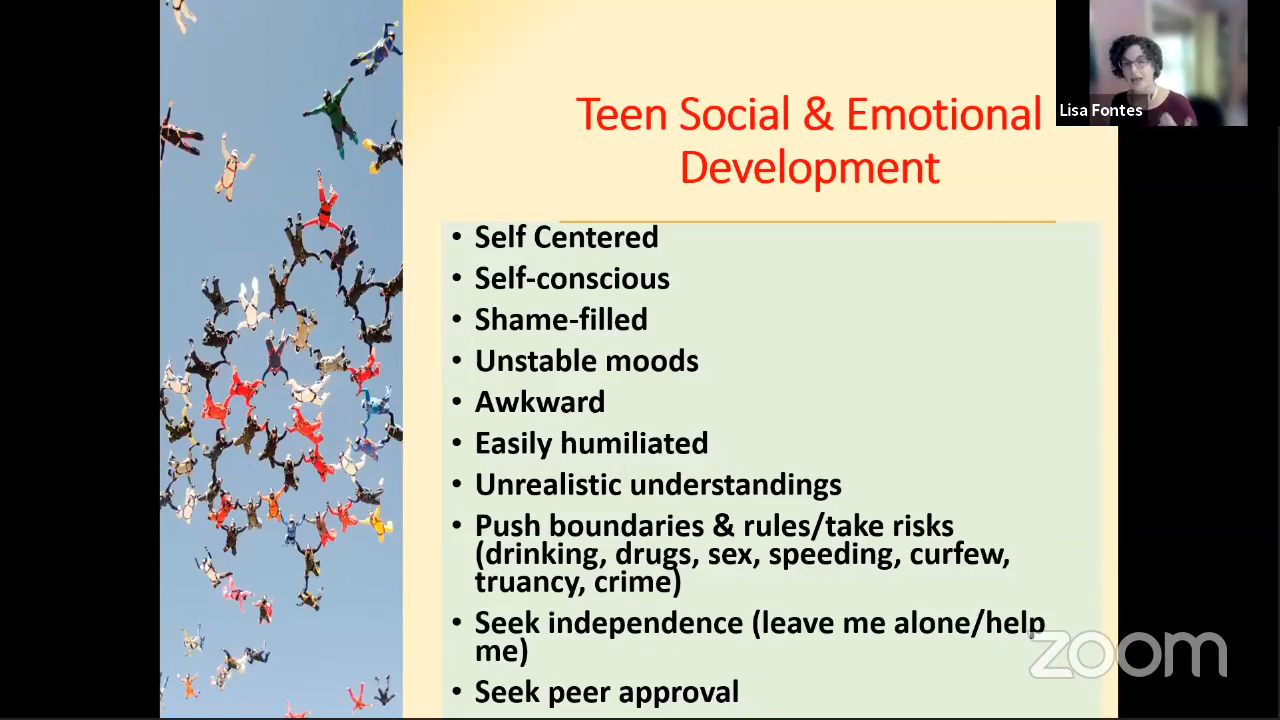 Teen Social & Emotional
Development
Lisa Fontes
• Self Centered
• Self-conscious
• Shame-filled
• Unstable moods
• Awkward
• Easily humiliated
• Unrealistic understandings
• Push boundaries & rules/take risks
(drinking, drugs, sex, speeding, curfew,
truancy, crime)
• Seek independence (leave me alone/help
me)
• Seek peer approval
zoom